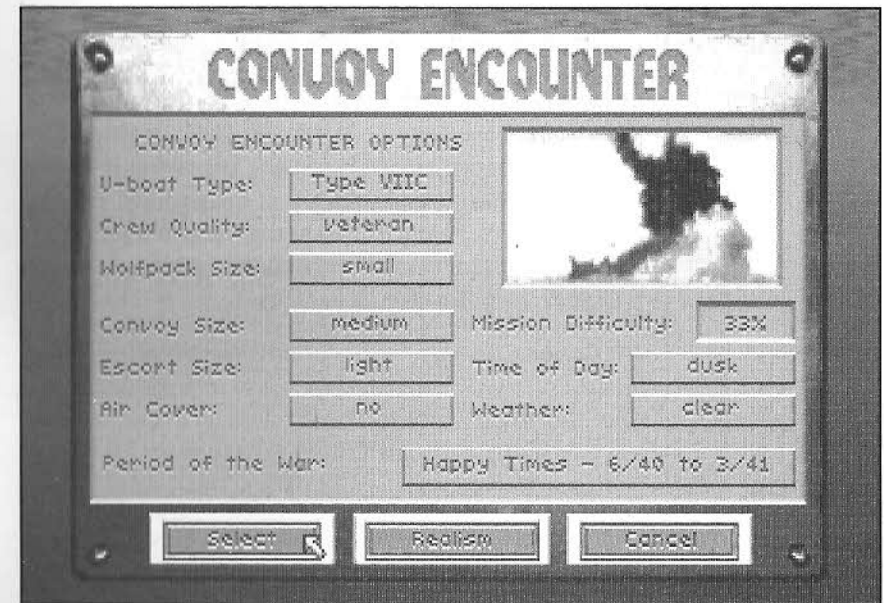 CONVOY ENCOUNTER
CONVOY ENCOUNTER OPTIONS
U-boat Type: Type VIIC
Crew Quality: veteran
Wolfpack Size: small
Convoy Size: medium
Mission Difficulty: 33%
Escort Size: light
Time of Day: dusk
Air Cover: no
Weather: clear
Period of the War: Happy Times - 6/40 to 3/41
Select
Realism
Cancel